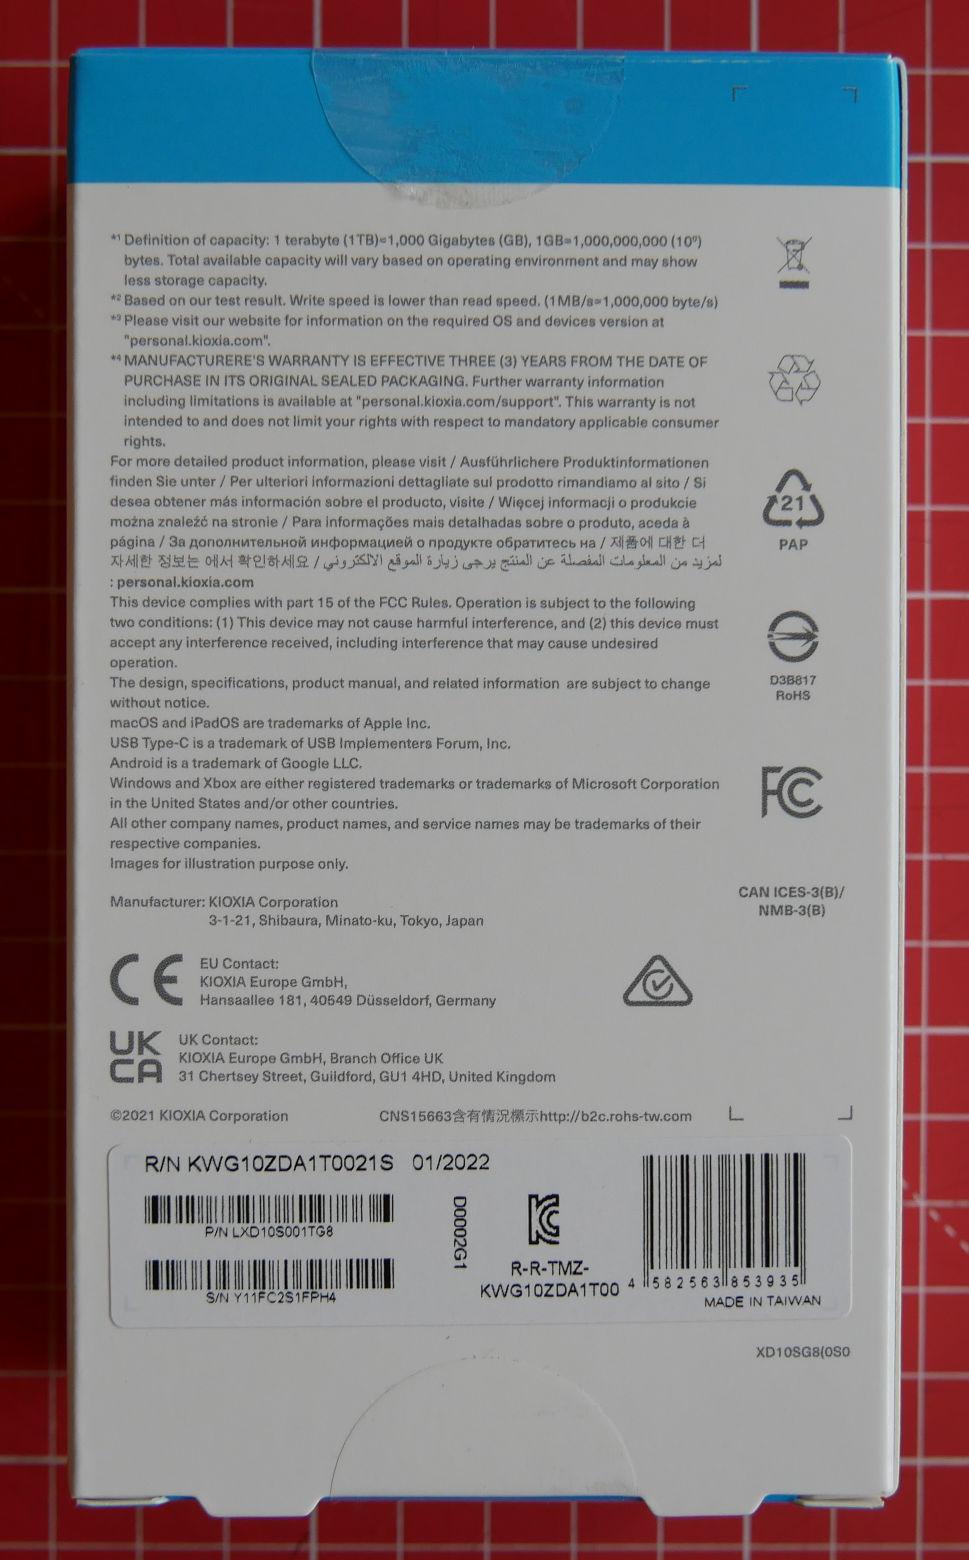 *1 Definition of capacity: 1 terabyte (1TB)=1,000 Gigabytes (GB), 1GB=1,000,000,000 (10⁹)
bytes. Total available capacity will vary based on operating environment and may show
less storage capacity.
*2 Based on our test result. Write speed is lower than read speed. (1MB/s=1,000,000 byte/s)
*3 Please visit our website for information on the required OS and devices version at
"personal.kioxia.com".
*4 MANUFACTURERE'S WARRANTY IS EFFECTIVE THREE (3) YEARS FROM THE DATE OF
PURCHASE IN ITS ORIGINAL SEALED PACKAGING. Further warranty information
including limitations is available at "personal.kioxia.com/support". This warranty is not
intended to and does not limit your rights with respect to mandatory applicable consumer
rights.
For more detailed product information, please visit / Ausführlichere Produktinformationen
finden Sie unter / Per ulteriori informazioni dettagliate sul prodotto rimandiamo al sito / Si
desea obtener más información sobre el producto, visite / Więcej informacji o produkcie
można znaleźć na stronie / Para informações mais detalhadas sobre o produto, aceda à
página / За дополнительной информацией о продукте обратитесь на / 제품에 대한 더
자세한 정보는 에서 확인하세요 / لمزيد من المعلومات المفصلة عن المنتج يرجى زيارة الموقع الالكتروني
: personal.kioxia.com
This device complies with part 15 of the FCC Rules. Operation is subject to the following
two conditions: (1) This device may not cause harmful interference, and (2) this device must
accept any interference received, including interference that may cause undesired
operation.
The design, specifications, product manual, and related information are subject to change
without notice.
macOS and iPadOS are trademarks of Apple Inc.
USB Type-C is a trademark of USB Implementers Forum, Inc.
Android is a trademark of Google LLC.
Windows and Xbox are either registered trademarks or trademarks of Microsoft Corporation
in the United States and/or other countries.
All other company names, product names, and service names may be trademarks of their
respective companies.
Images for illustration purpose only.
21
PAP
D3B817
RoHS
FC
CAN ICES-3(B)/
NMB-3(B)
Manufacturer: KIOXIA Corporation
3-1-21, Shibaura, Minato-ku, Tokyo, Japan
CE
EU Contact:
KIOXIA Europe GmbH,
Hansaallee 181, 40549 Düsseldorf, Germany
UK
CA
UK Contact:
KIOXIA Europe GmbH, Branch Office UK
31 Chertsey Street, Guildford, GU1 4HD, United Kingdom
©2021 KIOXIA Corporation CNS15663含有情況標示http://b2c.rohs-tw.com
R/N KWG10ZDA1T0021S 01/2022
P/N LXD10S001TG8
S/N Y11FC2S1FPH4
D0002G1
R-R-TMZ-
KWG10ZDA1T00
4 582563 853935
MADE IN TAIWAN
XD10SG8(0S0